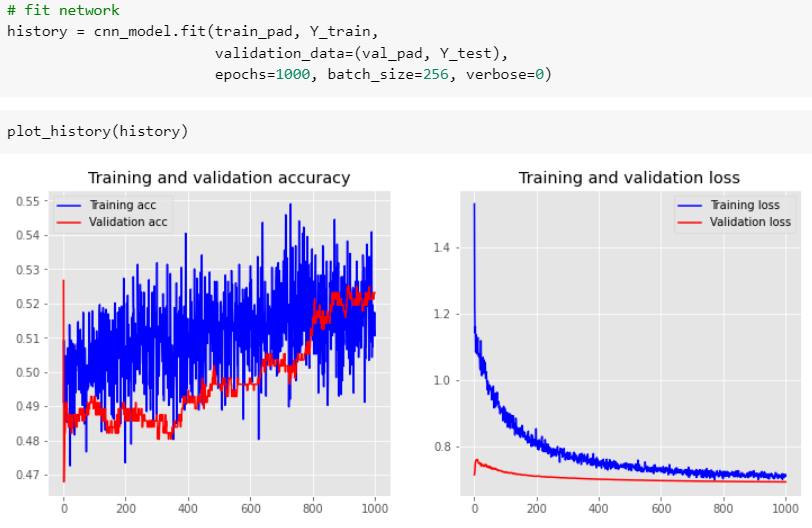 # fit network
history = cnn_model.fit(train_pad, Y_train,
validation_data=(val_pad, Y_test),
epochs=1000, batch_size=256, verbose=0)
plot_history(history)
Training and validation accuracy
Training acc
Validation acc
0.55
0.54
0.53
0.52
0.51
0.50
0.49
0.48
0.47
0 200 400 600 800 1000
Training and validation loss
Training loss
Validation loss
1.4
1.2
1.0
0.8
0 200 400 600 800 1000